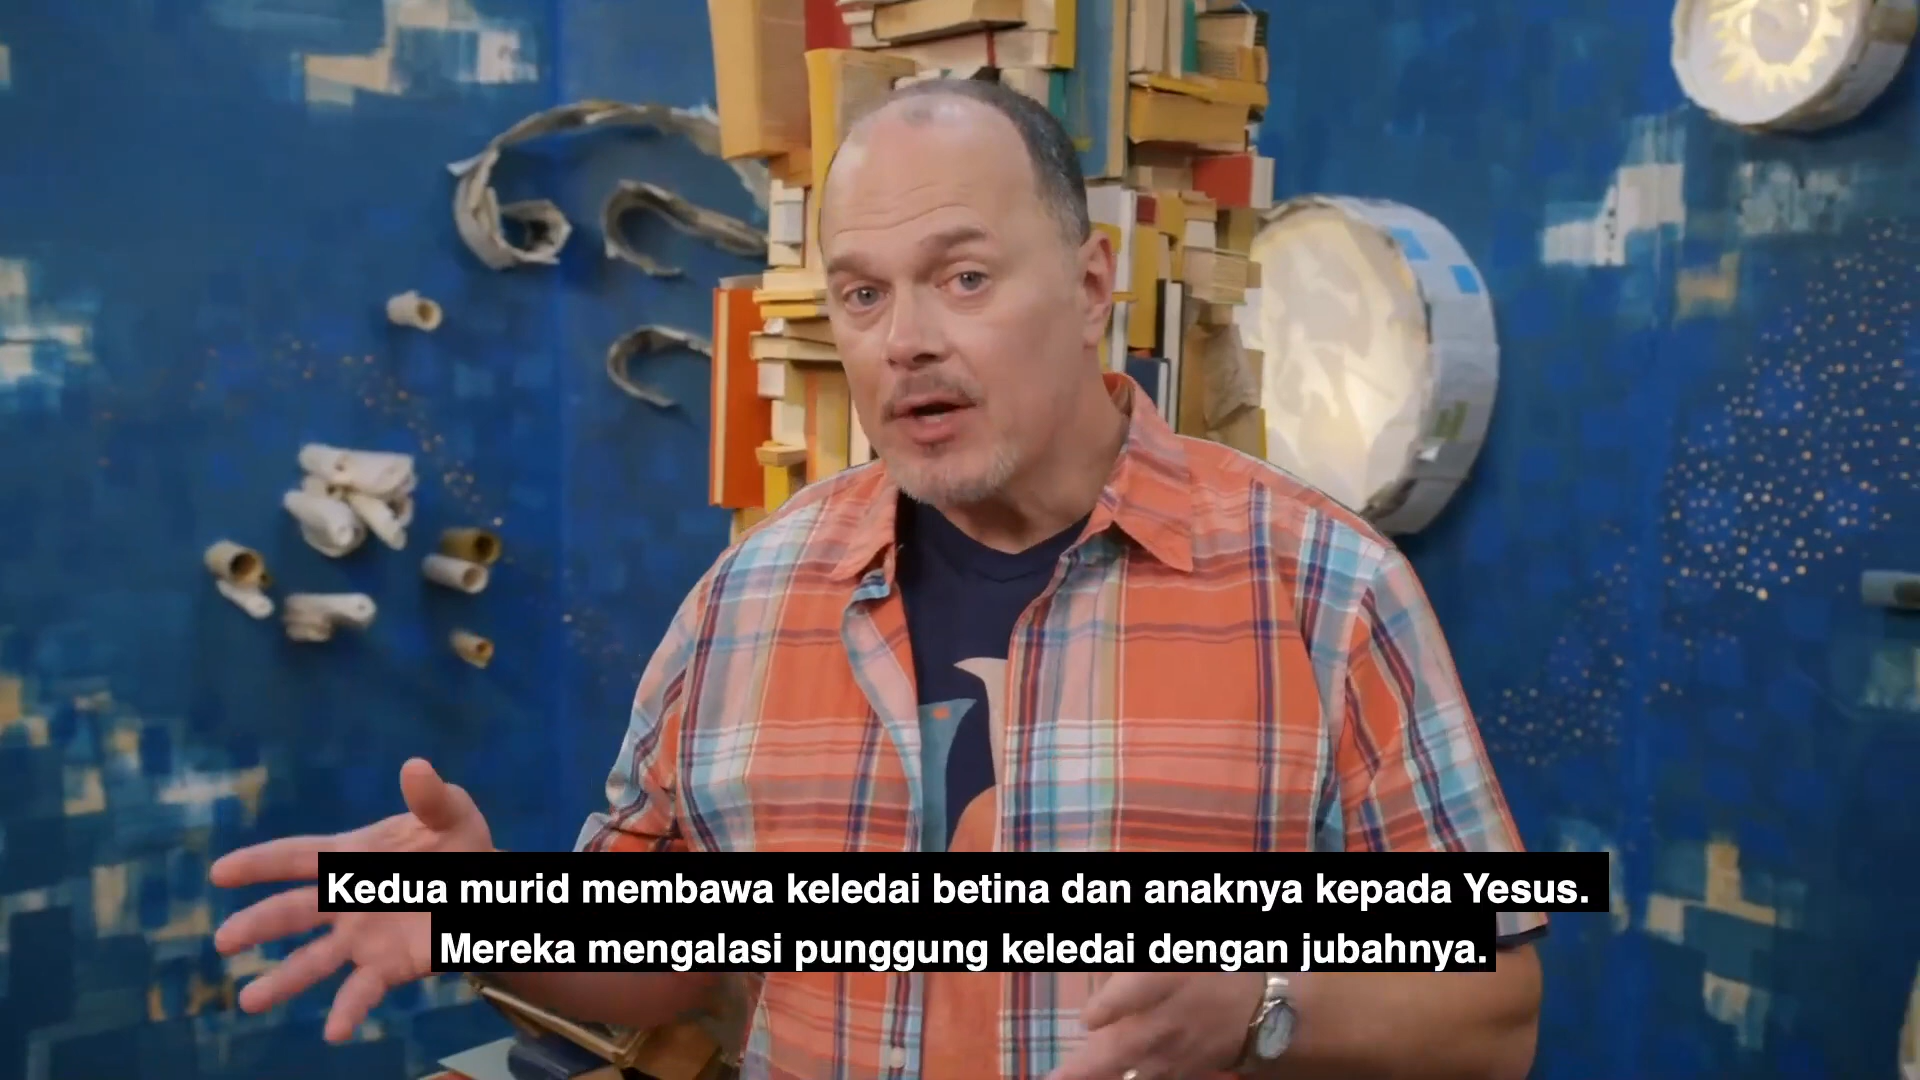 Kedua murid membawa keledai betina dan anaknya kepada Yesus.
Mereka mengalasi punggung keledai dengan jubahnya.